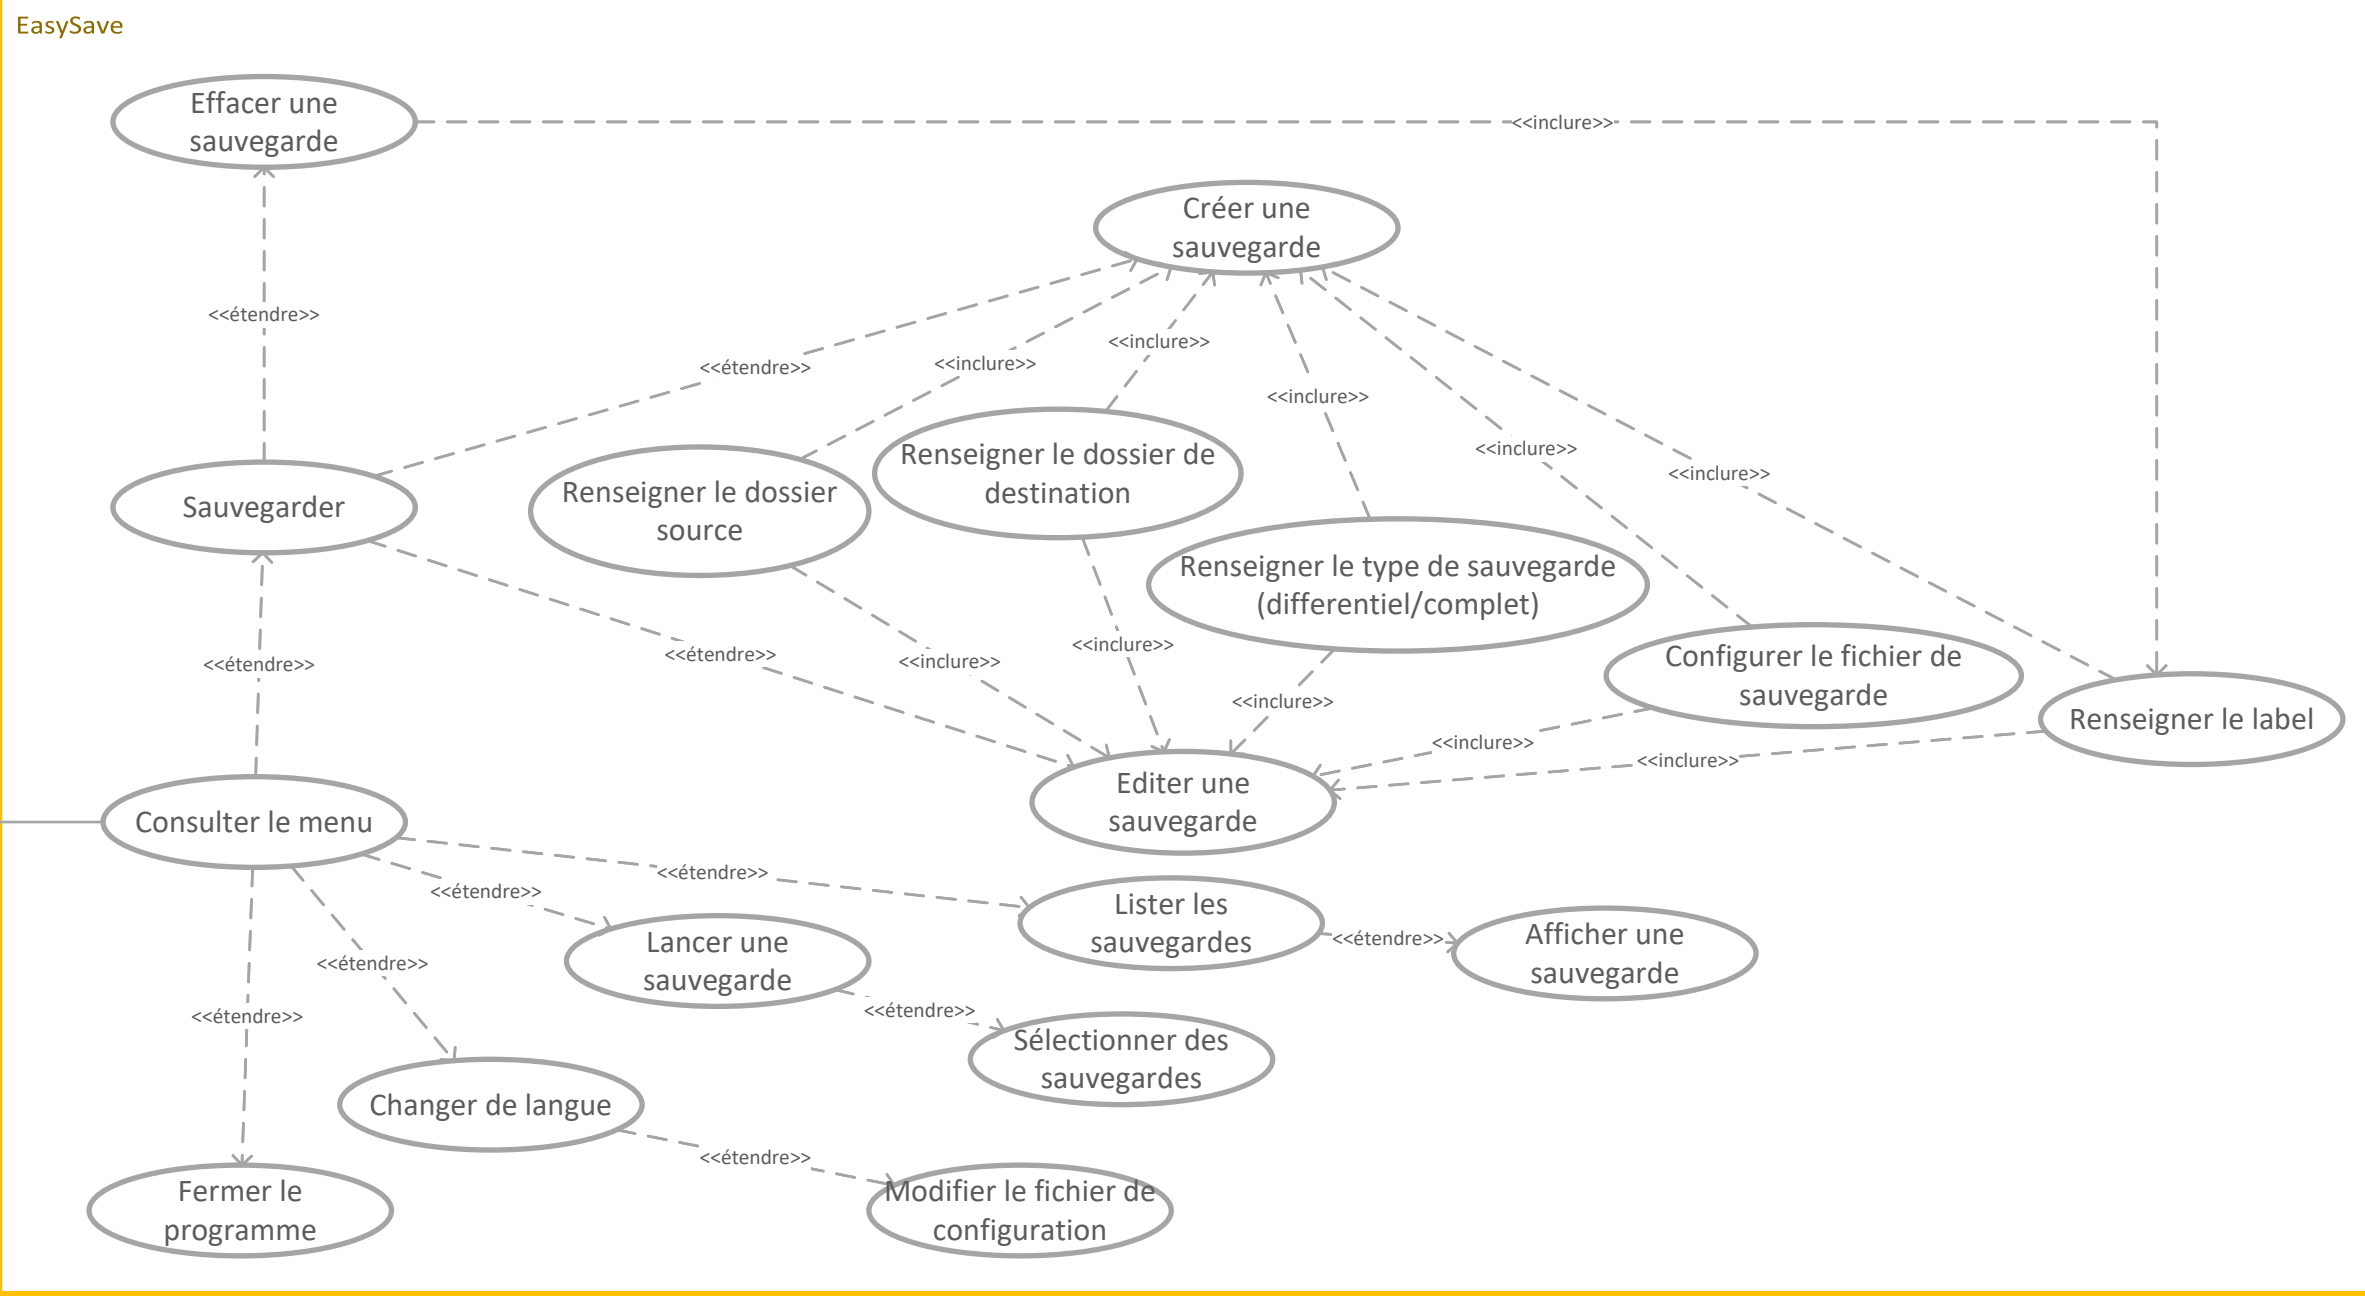 EasySave
Effacer une
sauvegarde
<<inclure>>
Créer une
sauvegarde
<<étendre>>
<<étendre>>
<<inclure>>
<<inclure>>
<<inclure>>
<<inclure>>
<<inclure>>
Sauvegarder
Renseigner le dossier
source
Renseigner le dossier de
destination
Renseigner le type de sauvegarde
(differentiel/complet)
Configurer le fichier de
sauvegarde
Renseigner le label
<<étendre>>
<<étendre>>
<<inclure>>
<<inclure>>
<<inclure>>
<<inclure>>
<<inclure>>
Editer une
sauvegarde
Consulter le menu
<<étendre>>
<<étendre>>
<<étendre>>
<<étendre>>
Lister les
sauvegardes
<<étendre>>
Afficher une
sauvegarde
Lancer une
sauvegarde
<<étendre>>
Sélectionner des
sauvegardes
Changer de langue
<<étendre>>
Modifier le fichier de
configuration
Fermer le
programme